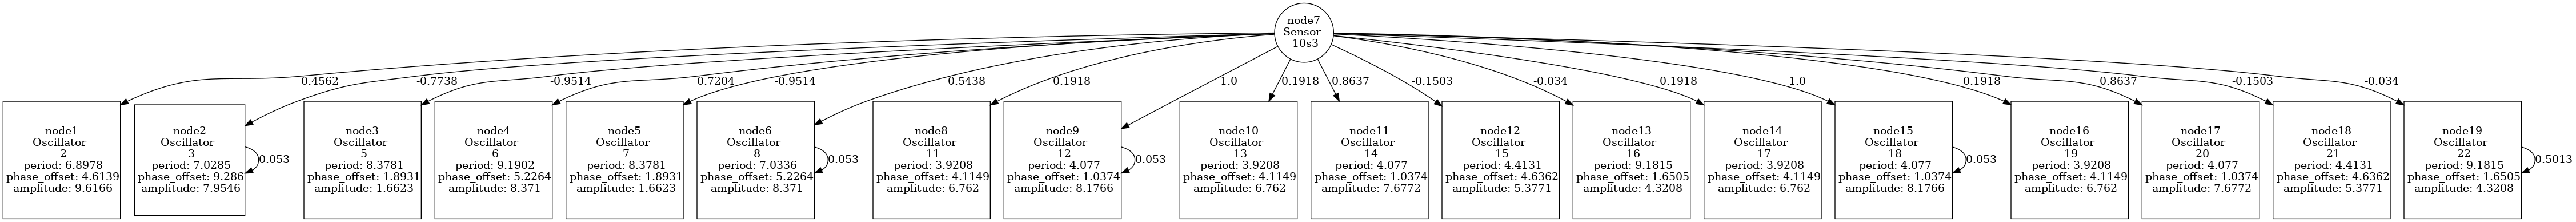 node7
Sensor
10s3
0.4562
-0.7738
-0.9514
0.7204
-0.9514
0.5438
0.1918
1.0
0.1918
0.8637
-0.1503
-0.034
0.1918
1.0
0.1918
0.8637
-0.1503
-0.034
node1
Oscillator
2
period: 6.8978
phase_offset: 4.6139
amplitude: 9.6166
node2
Oscillator
3
period: 7.0285
phase_offset: 9.286
amplitude: 7.9546
0.053
node3
Oscillator
5
period: 8.3781
phase_offset: 1.8931
amplitude: 1.6623
node4
Oscillator
6
period: 9.1902
phase_offset: 5.2264
amplitude: 8.371
node5
Oscillator
7
period: 8.3781
phase_offset: 1.8931
amplitude: 1.6623
node6
Oscillator
8
period: 7.0336
phase_offset: 5.2264
amplitude: 8.371
0.053
node8
Oscillator
11
period: 3.9208
phase_offset: 4.1149
amplitude: 6.762
node9
Oscillator
12
period: 4.077
phase_offset: 1.0374
amplitude: 8.1766
0.053
node10
Oscillator
13
period: 3.9208
phase_offset: 4.1149
amplitude: 6.762
node11
Oscillator
14
period: 4.077
phase_offset: 1.0374
amplitude: 7.6772
node12
Oscillator
15
period: 4.4131
phase_offset: 4.6362
amplitude: 5.3771
node13
Oscillator
16
period: 9.1815
phase_offset: 1.6505
amplitude: 4.3208
node14
Oscillator
17
period: 3.9208
phase_offset: 4.1149
amplitude: 6.762
node15
Oscillator
18
period: 4.077
phase_offset: 1.0374
amplitude: 8.1766
0.053
node16
Oscillator
19
period: 3.9208
phase_offset: 4.1149
amplitude: 6.762
node17
Oscillator
20
period: 4.077
phase_offset: 1.0374
amplitude: 7.6772
node18
Oscillator
21
period: 4.4131
phase_offset: 4.6362
amplitude: 5.3771
node19
Oscillator
22
period: 9.1815
phase_offset: 1.6505
amplitude: 4.3208
0.5013